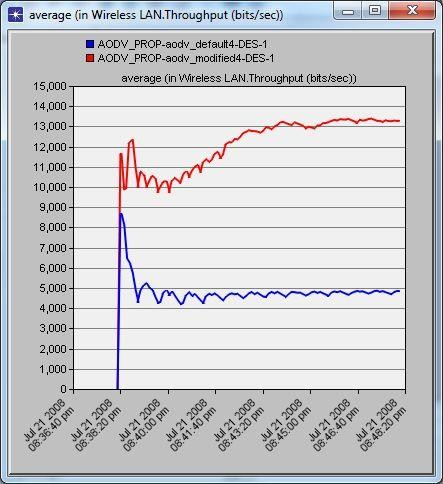 average (in Wireless LAN.Throughput (bits/sec))
AODV_PROP-aodv_default4-DES-1
AODV_PROP-aodv_modified4-DES-1
average (in Wireless LAN.Throughput (bits/sec))
15,000
14,000
13,000
12,000
11,000
10,000
9,000
8,000
7,000
6,000
5,000
4,000
3,000
2,000
1,000
0
Jul 21 2008
08:36:40 pm
Jul 21 2008
08:38:20 pm
Jul 21 2008
08:40:00 pm
Jul 21 2008
08:41:40 pm
Jul 21 2008
08:43:20 pm
Jul 21 2008
08:45:00 pm
Jul 21 2008
08:46:40 pm
Jul 21 2008
08:48:20 pm